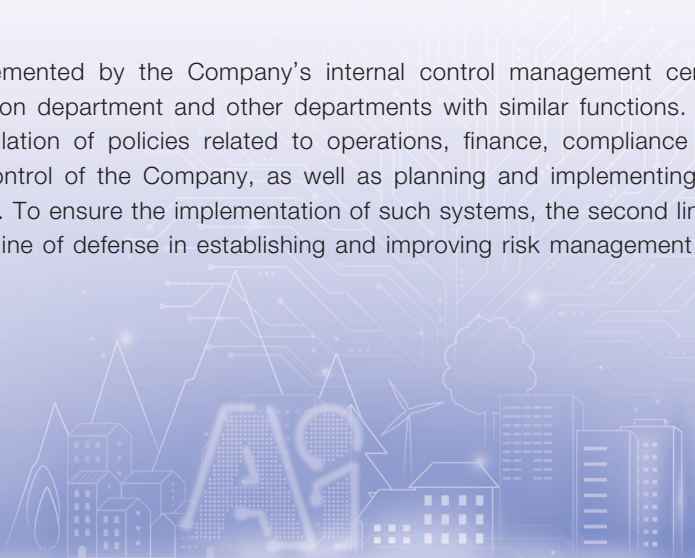 emented by the Company's internal control management cen
on department and other departments with similar functions.
lation of policies related to operations, finance, compliance
ontrol of the Company, as well as planning and implementing
. To ensure the implementation of such systems, the second lin
ine of defense in establishing and improving risk management
Ai